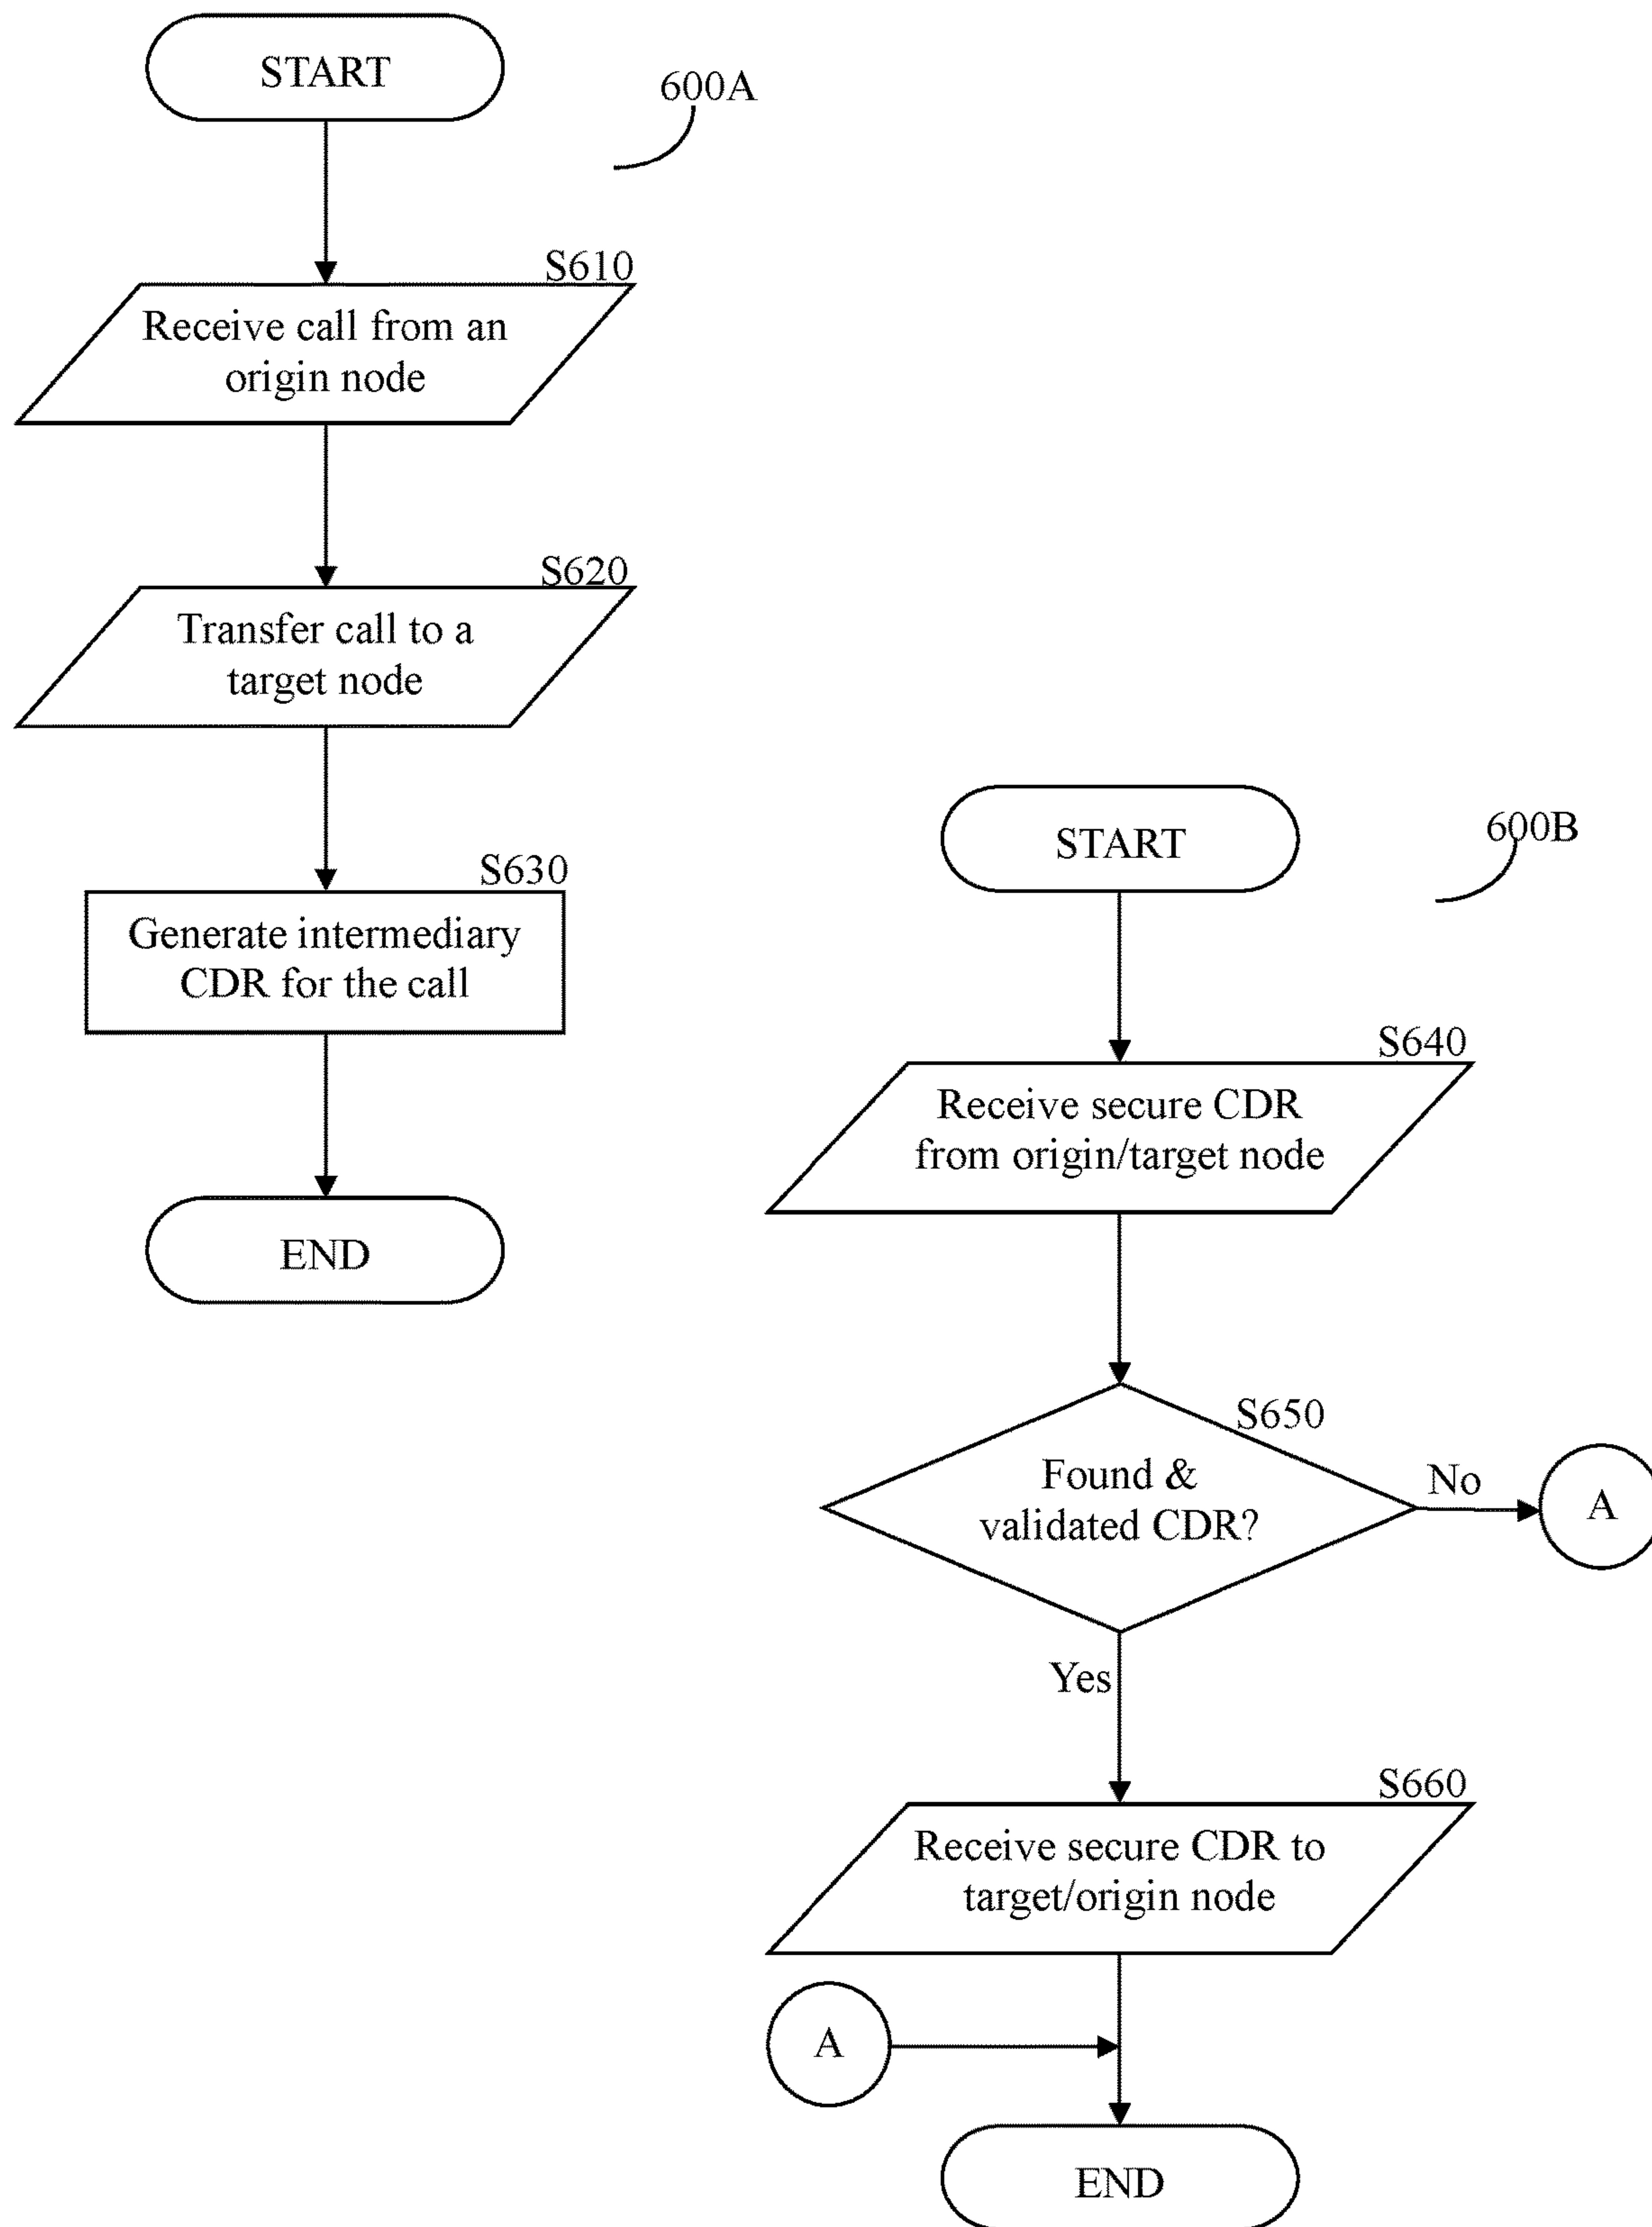 START
600A
S610
Receive call from an
origin node
S620
Transfer call to a
target node
S630
Generate intermediary
CDR for the call
END
START
600B
S640
Receive secure CDR
from origin/target node
S650
Found &
validated CDR?
No
A
Yes
S660
Receive secure CDR to
target/origin node
A
END